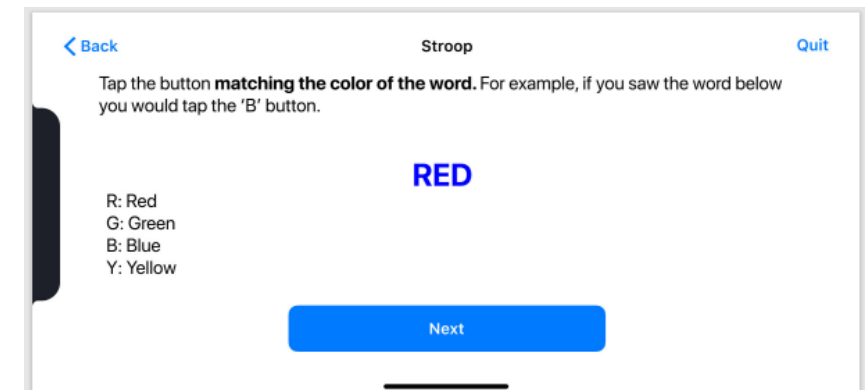 Back
Stroop
Quit
Tap the button matching the color of the word. For example, if you saw the word below
you would tap the ‘B’ button.
RED
R: Red
G: Green
B: Blue
Y: Yellow
Next